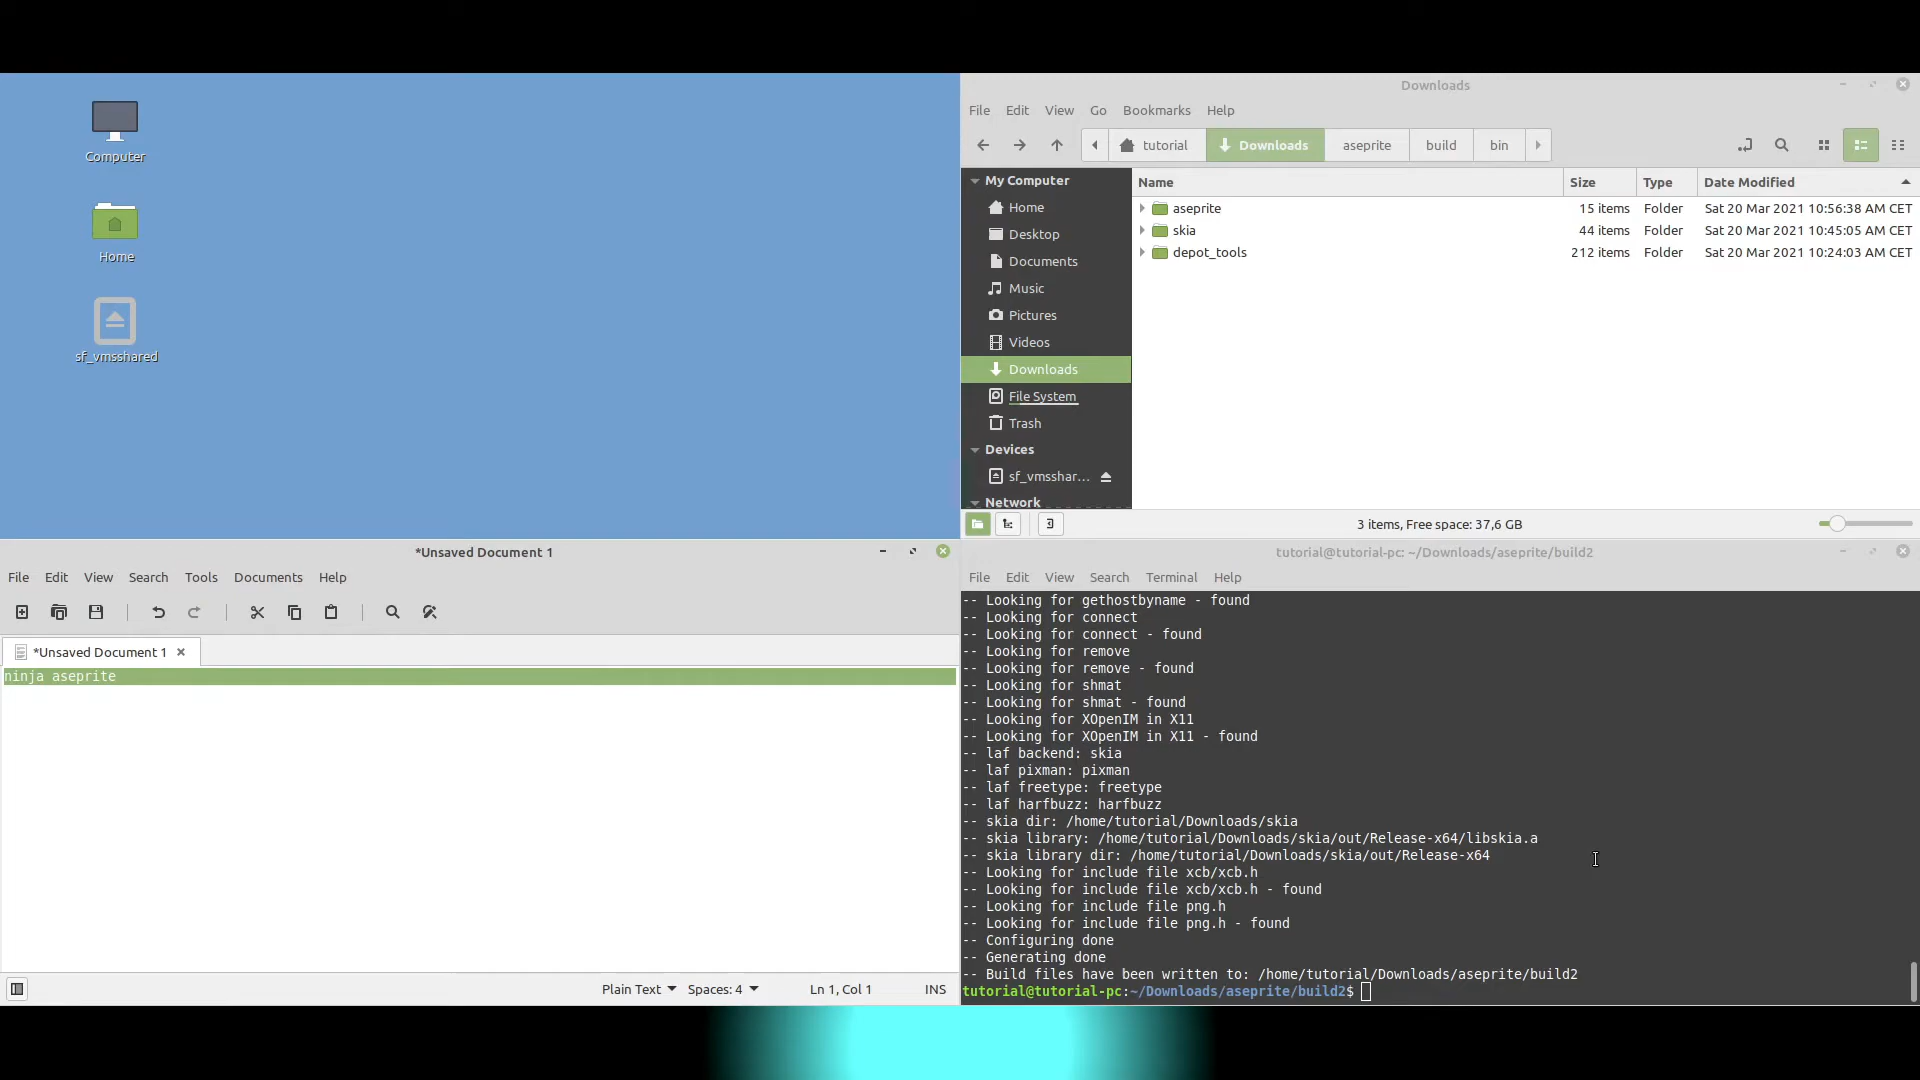 Computer
Home
sf_vmsshared
Downloads
File Edit View Go Bookmarks Help
tutorial Downloads aseprite build bin
My Computer
Home
Desktop
Documents
Music
Pictures
Videos
Downloads
File System
Trash
Devices
sf_vmsshar...
Network
Name Size Type Date Modified
aseprite 15 items Folder Sat 20 Mar 2021 10:56:38 AM CET
skia 44 items Folder Sat 20 Mar 2021 10:45:05 AM CET
depot_tools 212 items Folder Sat 20 Mar 2021 10:24:03 AM CET
3 items, Free space: 37,6 GB
*Unsaved Document 1
File Edit View Search Tools Documents Help
*Unsaved Document 1
ninja aseprite
Plain Text Spaces: 4 Ln 1, Col 1 INS
tutorial@tutorial-pc: ~/Downloads/aseprite/build2
File Edit View Search Terminal Help
-- Looking for gethostbyname - found
-- Looking for connect
-- Looking for connect - found
-- Looking for remove
-- Looking for remove - found
-- Looking for shmat
-- Looking for shmat - found
-- Looking for XOpenIM in X11
-- Looking for XOpenIM in X11 - found
-- laf backend: skia
-- laf pixman: pixman
-- laf freetype: freetype
-- laf harfbuzz: harfbuzz
-- skia dir: /home/tutorial/Downloads/skia
-- skia library: /home/tutorial/Downloads/skia/out/Release-x64/libskia.a
-- skia library dir: /home/tutorial/Downloads/skia/out/Release-x64
-- Looking for include file xcb/xcb.h
-- Looking for include file xcb/xcb.h - found
-- Looking for include file png.h
-- Looking for include file png.h - found
-- Configuring done
-- Generating done
-- Build files have been written to: /home/tutorial/Downloads/aseprite/build2
tutorial@tutorial-pc:~/Downloads/aseprite/build2$